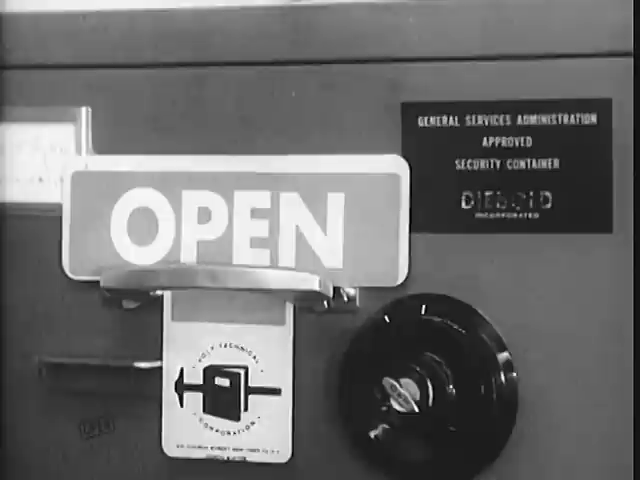 OPEN
GENERAL SERVICES ADMINISTRATION
APPROVED
SECURITY CONTAINER
DIEBOLD
INCORPORATED
POLY TECHNICAL
CORPORATION